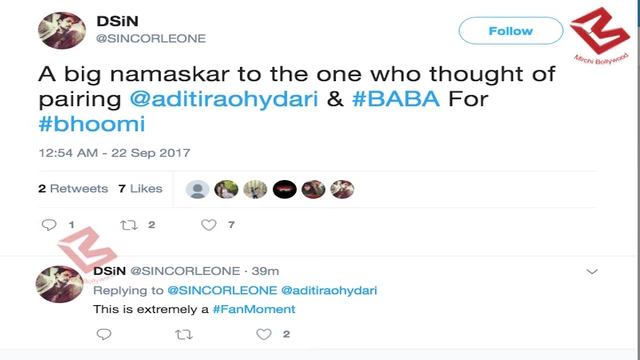 DSiN
@SINCORLEONE
Follow
Mirchi Bollywood
A big namaskar to the one who thought of
pairing @aditiraohydari & #BABA For
#bhoomi
12:54 AM - 22 Sep 2017
2 Retweets 7 Likes
1 2 7
DSiN @SINCORLEONE · 39m
Replying to @SINCORLEONE @aditiraohydari
This is extremely a #FanMoment
2